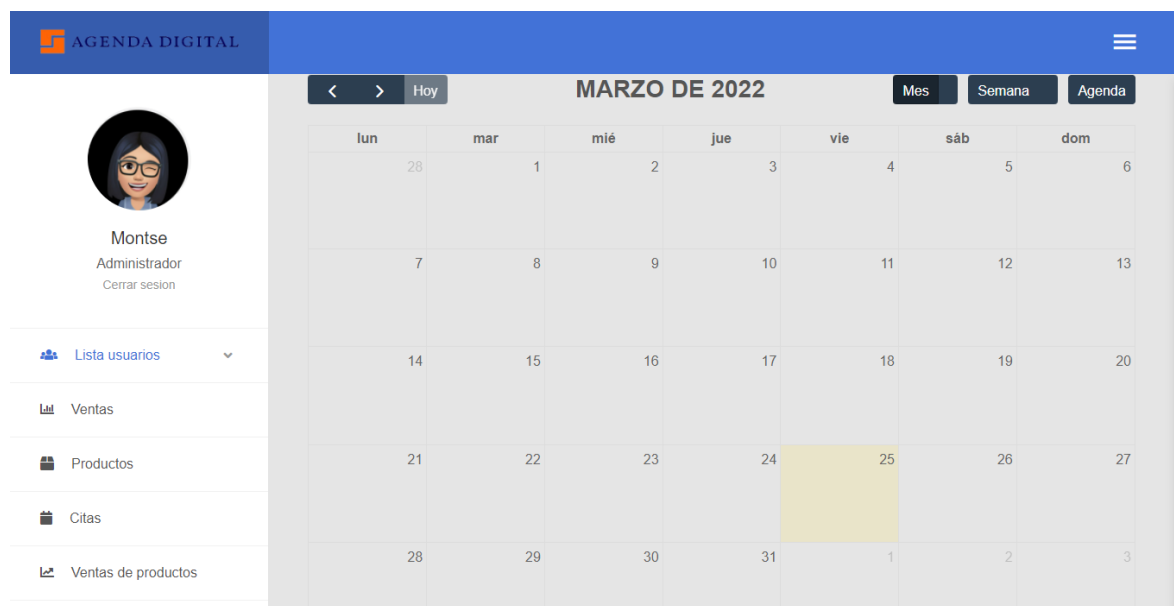 AGENDA DIGITAL
Montse
Administrador
Cerrar sesion
Lista usuarios
Ventas
Productos
Citas
Ventas de productos
Hoy MARZO DE 2022 Mes Semana Agenda
lun mar mié jue vie sáb dom
28 1 2 3 4 5 6
7 8 9 10 11 12 13
14 15 16 17 18 19 20
21 22 23 24 25 26 27
28 29 30 31 1 2 3